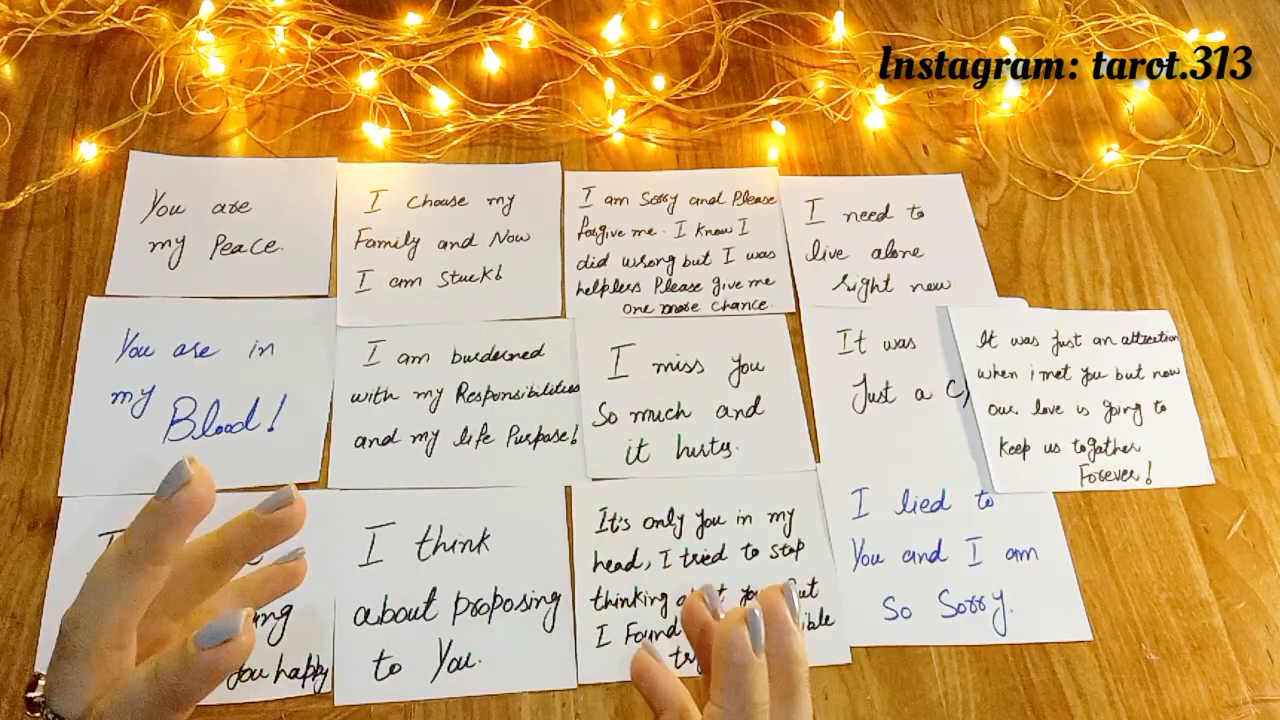 Instagram: tarot.313
You are
my Peace.
I choose my
Family and Now
I am stuck!
I am Sorry and Please
forgive me. I know I
did wrong but I was
helpless Please give me
one more chance.
I need to
live alone
right now
You are in
my Blood!
I am burdened
with my Responsibilities
and my life Purpose!
I miss you
So much and
it hurts.
It was
Just a
It was Just an attraction
when i met you but now
our love is going to
keep us togather
Forever!
you happy
I think
about proposing
to You.
It's only you in my
head, I tried to stop
thinking
I Found
I lied to
You and I am
So Sorry.